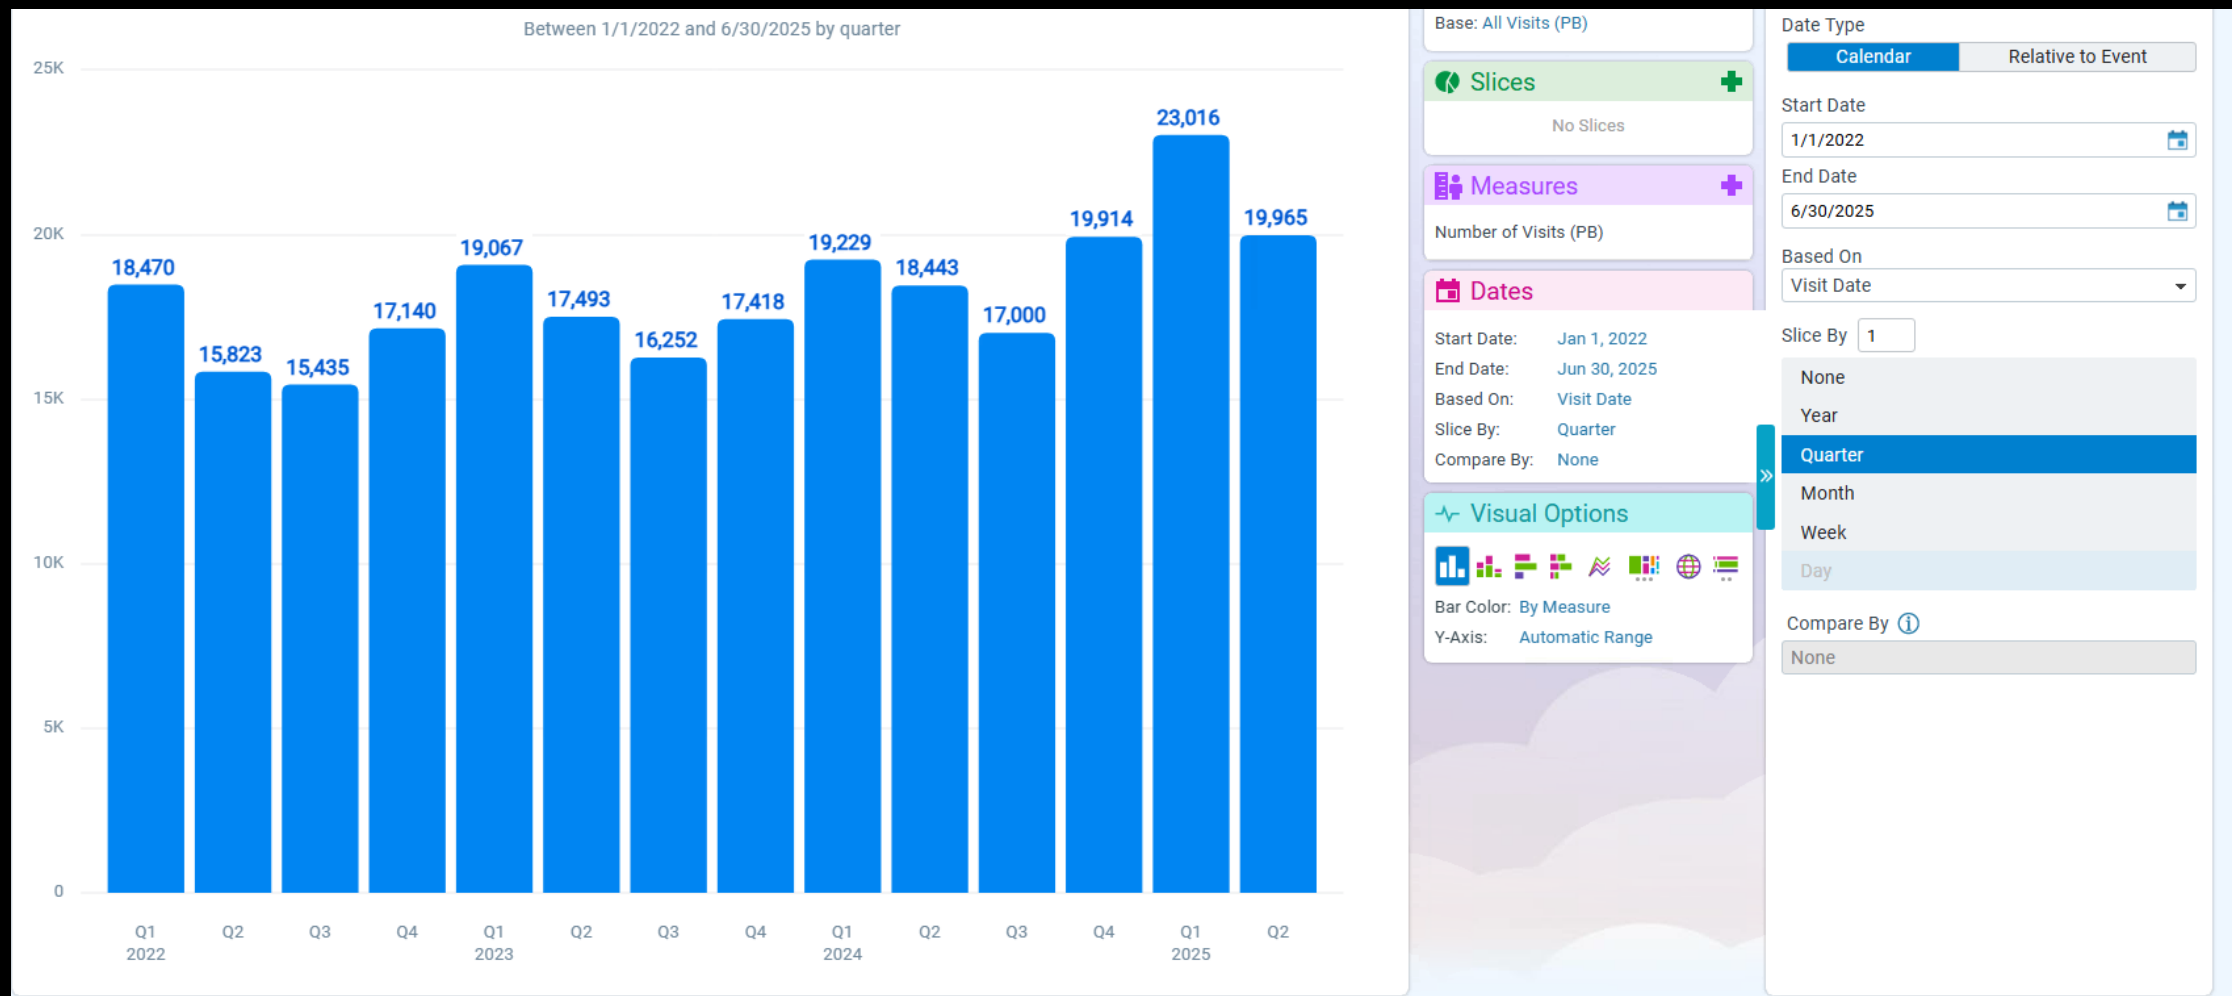 Between 1/1/2022 and 6/30/2025 by quarter
25K
20K
15K
10K
5K
0
18,470
15,823
15,435
17,140
19,067
17,493
16,252
17,418
19,229
18,443
17,000
19,914
23,016
19,965
Q1
2022
Q2
Q3
Q4
Q1
2023
Q2
Q3
Q4
Q1
2024
Q2
Q3
Q4
Q1
2025
Q2
Base: All Visits (PB)
Slices
No Slices
Measures
Number of Visits (PB)
Dates
Start Date: Jan 1, 2022
End Date: Jun 30, 2025
Based On: Visit Date
Slice By: Quarter
Compare By: None
Visual Options
Bar Color: By Measure
Y-Axis: Automatic Range
Date Type
Calendar Relative to Event
Start Date
1/1/2022
End Date
6/30/2025
Based On
Visit Date
Slice By 1
None
Year
Quarter
Month
Week
Day
Compare By
None